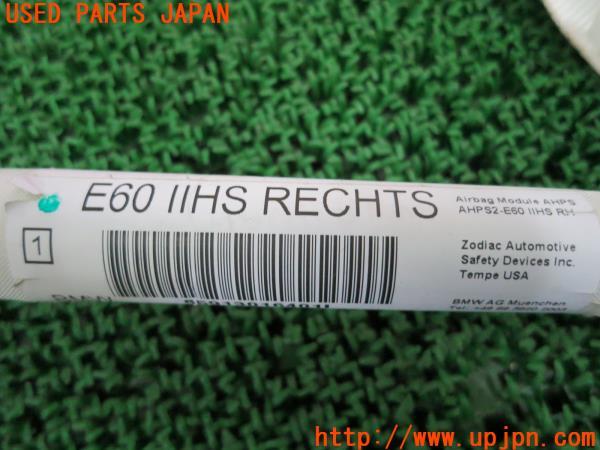 USED PARTS JAPAN
E60 IIHS RECHTS
Airbag Module AHPS
AHPS2-E60 IIHS RH
1
Zodiac Automotive
Safety Devices Inc.
Tempe USA
BMW AG Muenchen
http://www.upjpn.com/